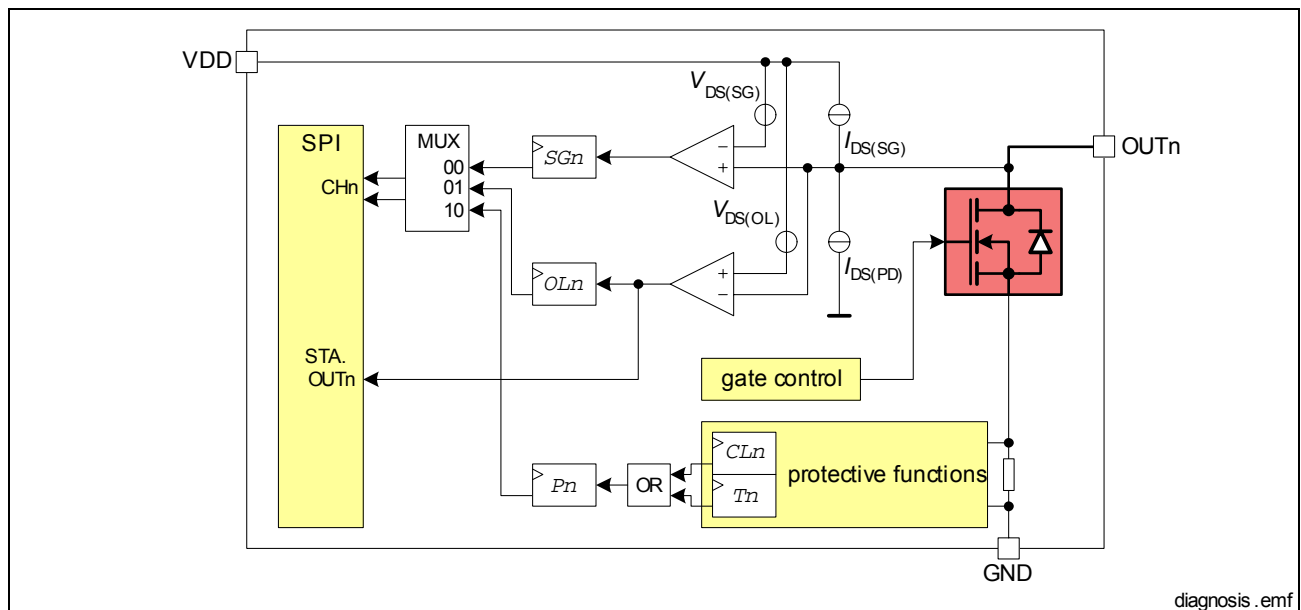 VDD
V DS(SG)
SPI
MUX
SGn
–
+
I DS(SG)
OUTn
CHn
00
01
10
V DS(OL)
OLn
+
–
I DS(PD)
STA.
OUTn
gate control
CLn
protective functions
Pn
OR
Tn
GND
diagnosis.emf